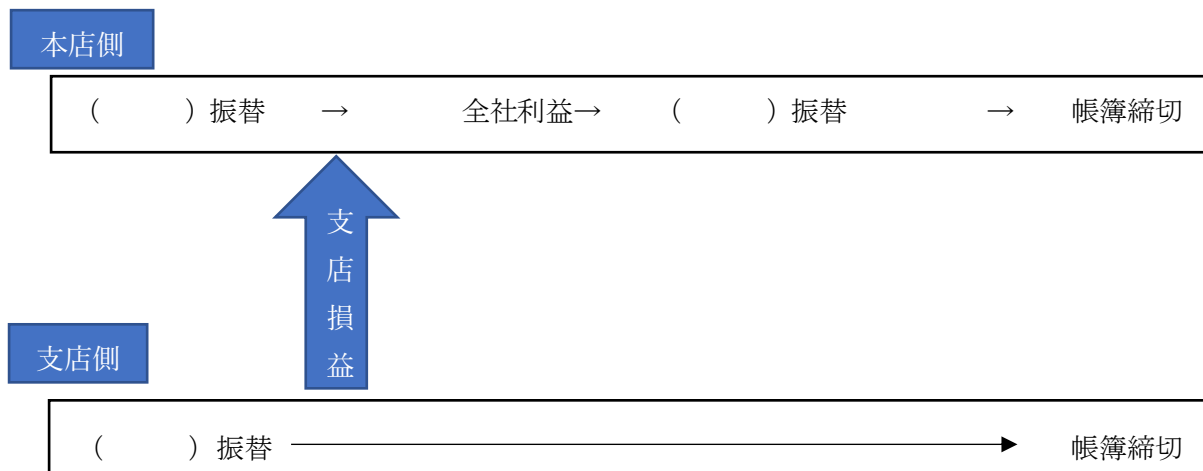 本店側
（　　　）振替　→　全社利益→　（　　　）振替　→　帳簿締切
支店損益
支店側
（　　　）振替　帳簿締切